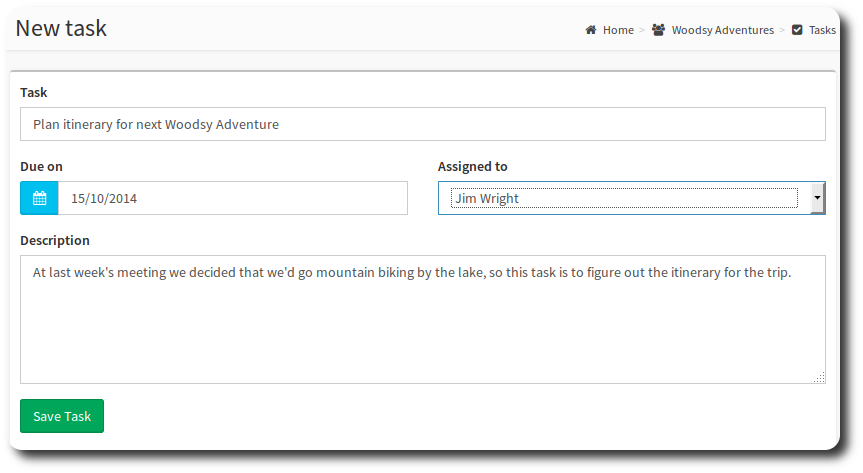 New task
Home > Woodsy Adventures > Tasks
Task
Plan itinerary for next Woodsy Adventure
Due on
Assigned to
15/10/2014
Jim Wright
Description
At last week's meeting we decided that we'd go mountain biking by the lake, so this task is to figure out the itinerary for the trip.
Save Task